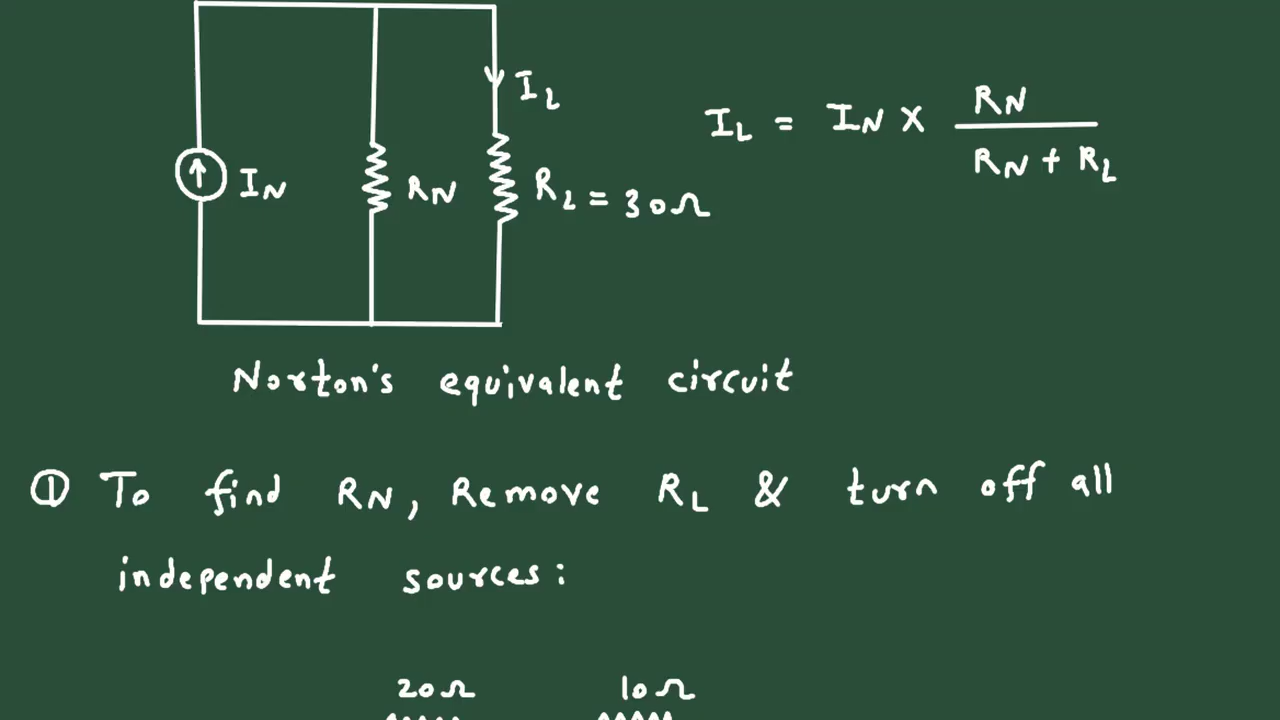 I_L
I_N
R_N
R_L = 30Ω
I_L = I_N × R_N / (R_N + R_L)
Norton's equivalent circuit
① To find R_N, Remove R_L & turn off all
independent sources:
20Ω 10Ω